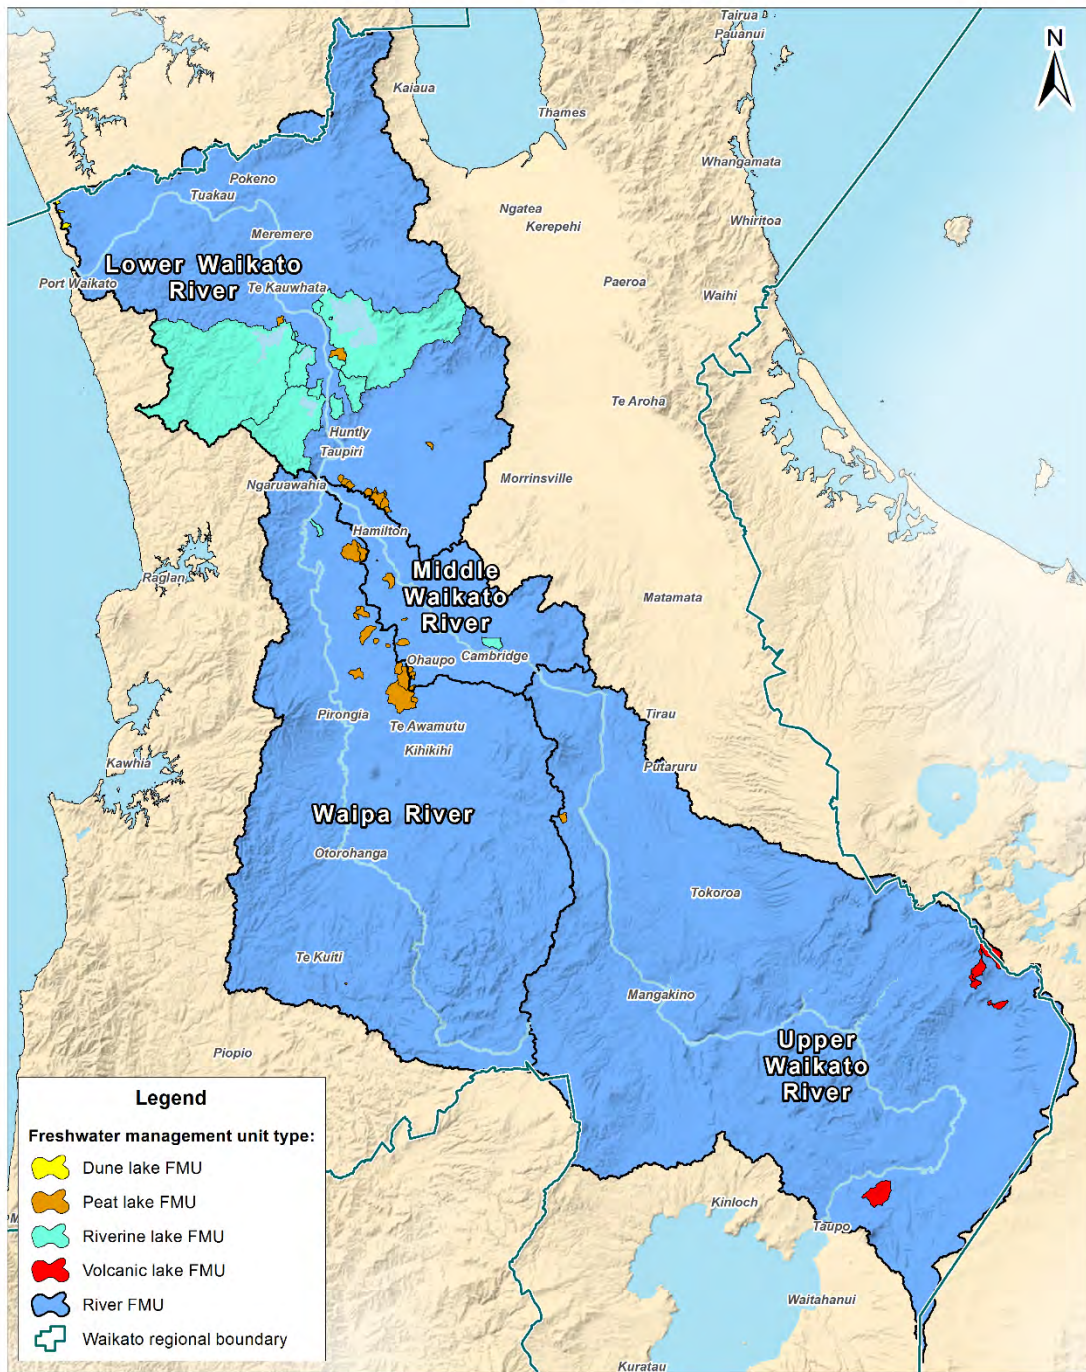 Tairua
Pauanui
N
Kaiaua
Thames
Whangamata
Pokeno
Tuakau
Ngatea
Kerepehi
Whiritoa
Meremere
Lower Waikato
River
Port Waikato
Te Kauwhata
Paeroa
Waihi
Te Aroha
Huntly
Taupiri
Ngaruawahia
Morrinsville
Hamilton
Raglan
Middle
Waikato
River
Matamata
Ohaupo
Cambridge
Pirongia
Te Awamutu
Kihikihi
Tirau
Kawhia
Putaruru
Waipa River
Otorohanga
Tokoroa
Te Kuiti
Mangakino
Piopio
Upper
Waikato
River
Kinloch
Taupo
Waitahanui
Kuratau
Legend
Freshwater management unit type:
Dune lake FMU
Peat lake FMU
Riverine lake FMU
Volcanic lake FMU
River FMU
Waikato regional boundary